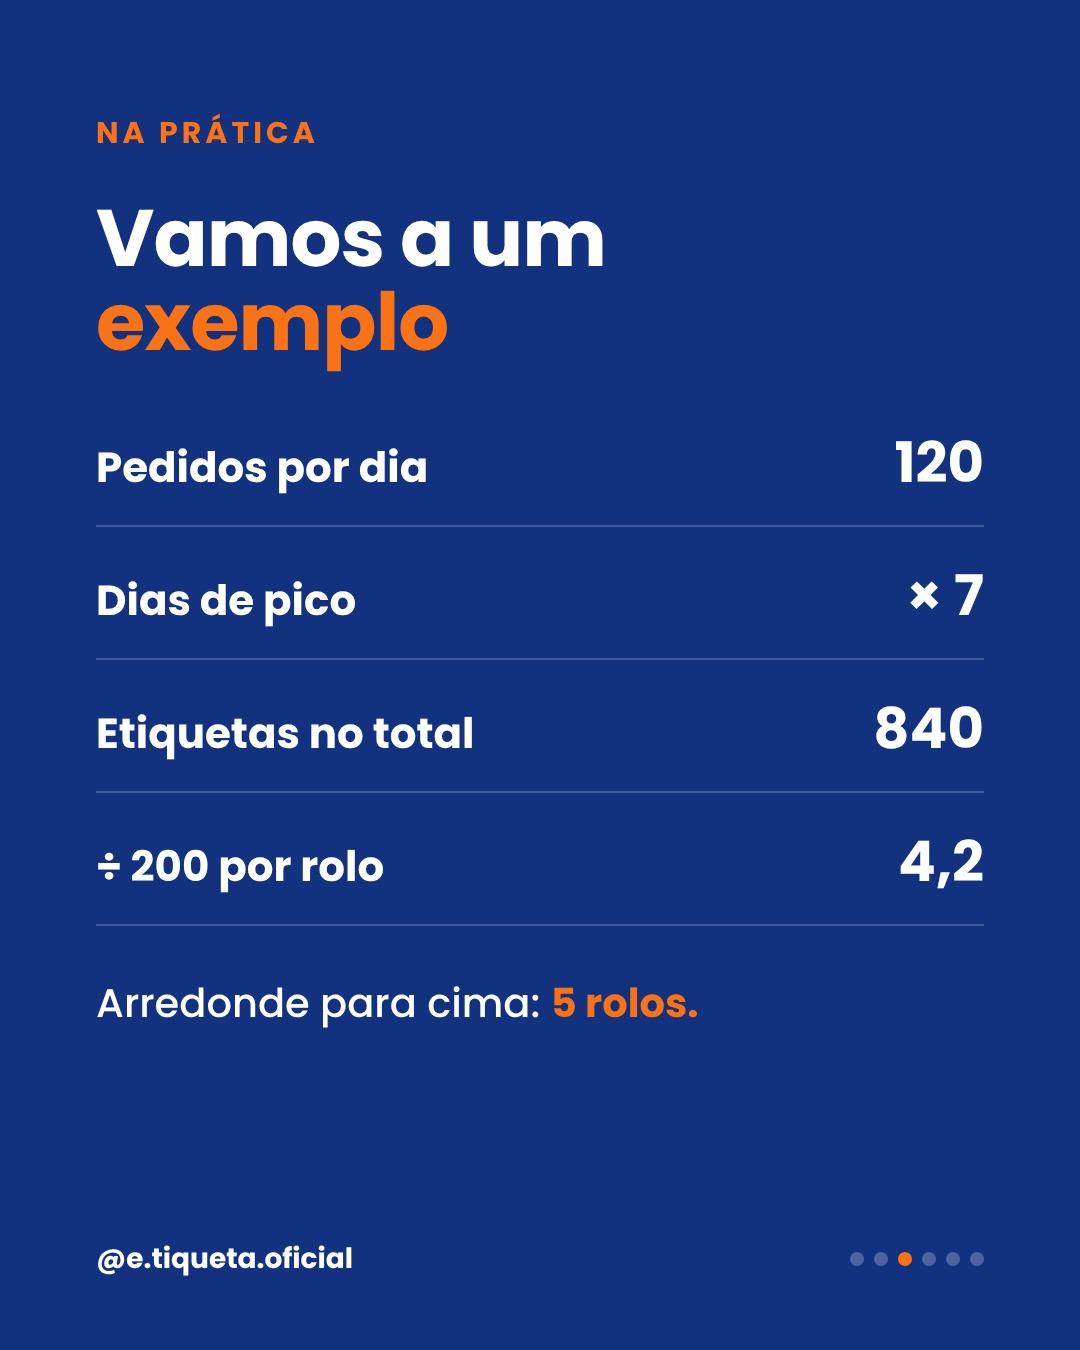 NA PRÁTICA
Vamos a um
exemplo
Pedidos por dia 120
Dias de pico × 7
Etiquetas no total 840
÷ 200 por rolo 4,2
Arredonde para cima: 5 rolos.
@e.tiqueta.oficial